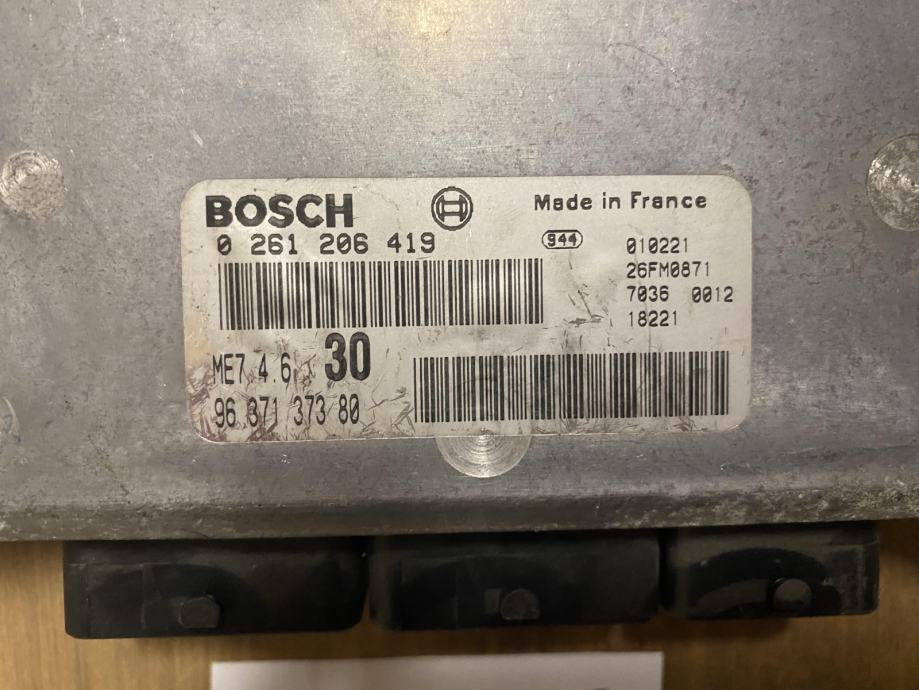 BOSCH
Made in France
0 261 206 419
944
010221
26FM0871
7036 0012
18221
ME7.4.6 30
96 371 373 80